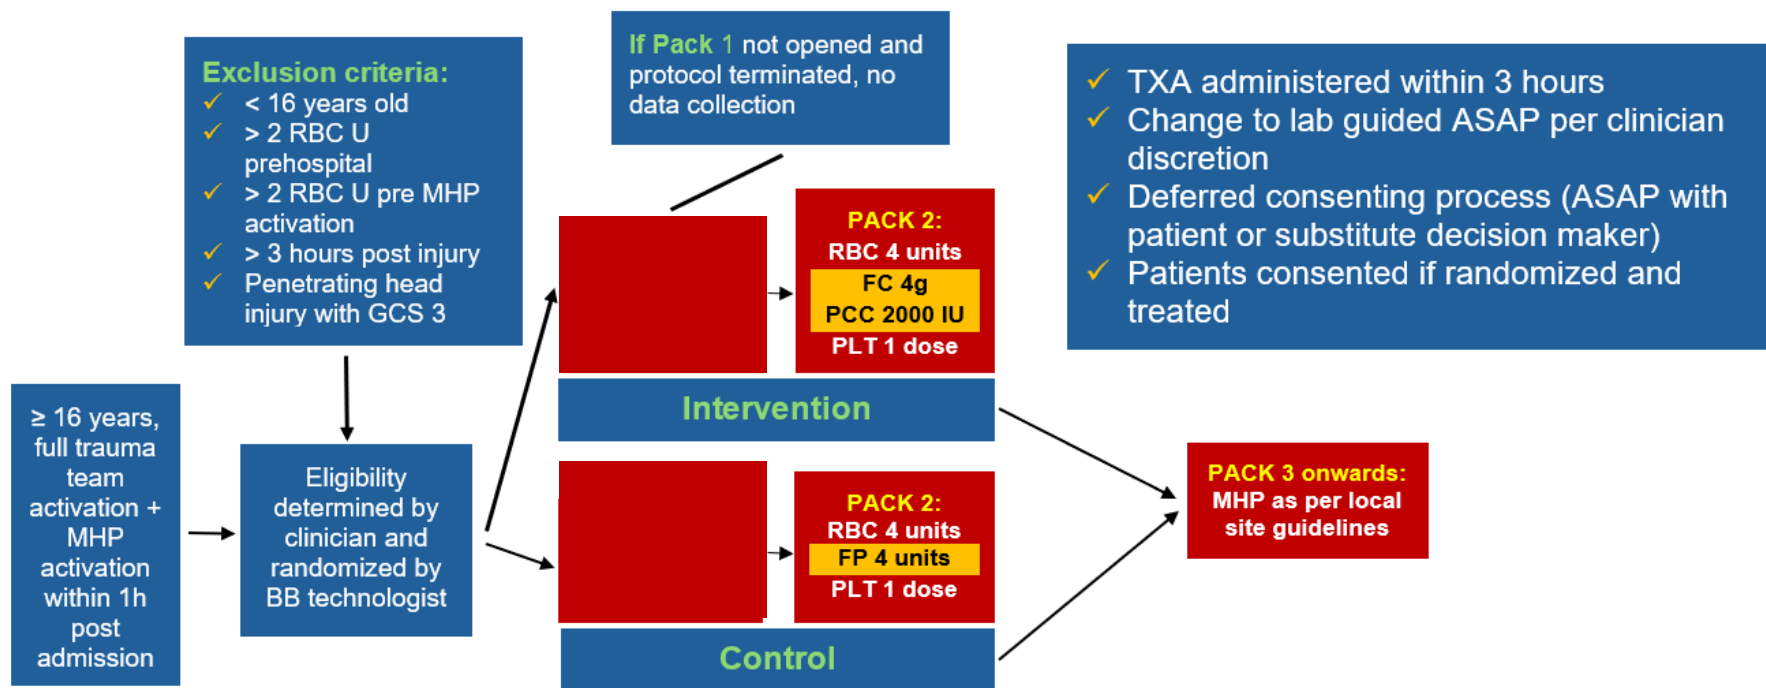 Exclusion criteria:
< 16 years old
> 2 RBC U
prehospital
> 2 RBC U pre MHP
activation
> 3 hours post injury
Penetrating head
injury with GCS 3
If Pack 1 not opened and
protocol terminated, no
data collection
TXA administered within 3 hours
Change to lab guided ASAP per clinician
discretion
Deferred consenting process (ASAP with
patient or substitute decision maker)
Patients consented if randomized and
treated
≥ 16 years,
full trauma
team
activation +
MHP
activation
within 1h
post
admission
Eligibility
determined by
clinician and
randomized by
BB technologist
PACK 2:
RBC 4 units
FC 4g
PCC 2000 IU
PLT 1 dose
Intervention
PACK 2:
RBC 4 units
FP 4 units
PLT 1 dose
Control
PACK 3 onwards:
MHP as per local
site guidelines